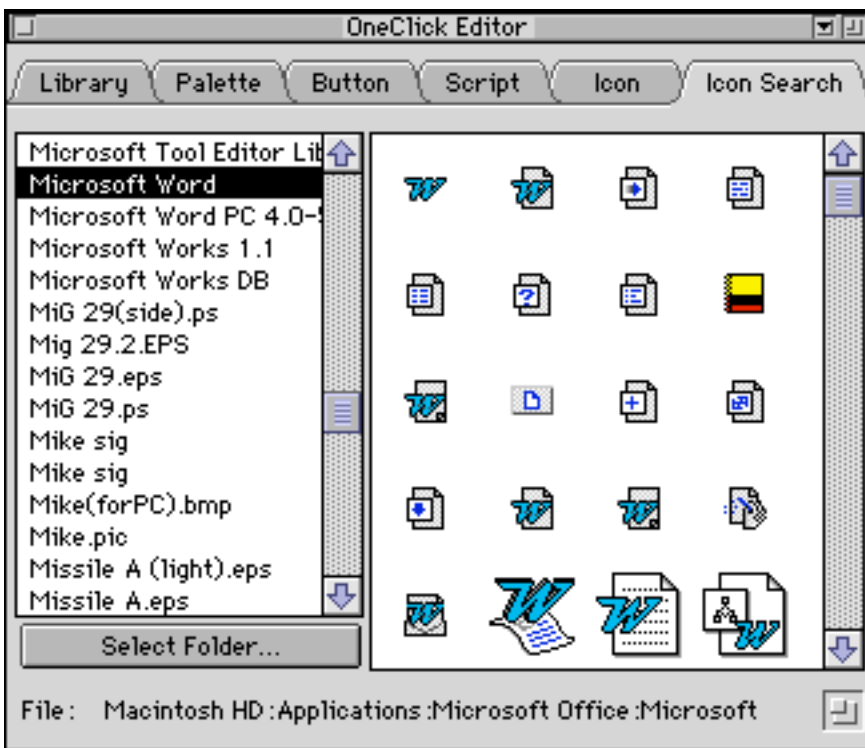 OneClick Editor
Library Palette Button Script Icon Icon Search
Microsoft Tool Editor Lib
Microsoft Word
Microsoft Word PC 4.0-5
Microsoft Works 1.1
Microsoft Works DB
MiG 29(side).ps
Mig 29.2.EPS
MiG 29.eps
MiG 29.ps
Mike sig
Mike sig
Mike(forPC).bmp
Mike.pic
Missile A (light).eps
Missile A.eps
Select Folder...
File: Macintosh HD:Applications:Microsoft Office:Microsoft